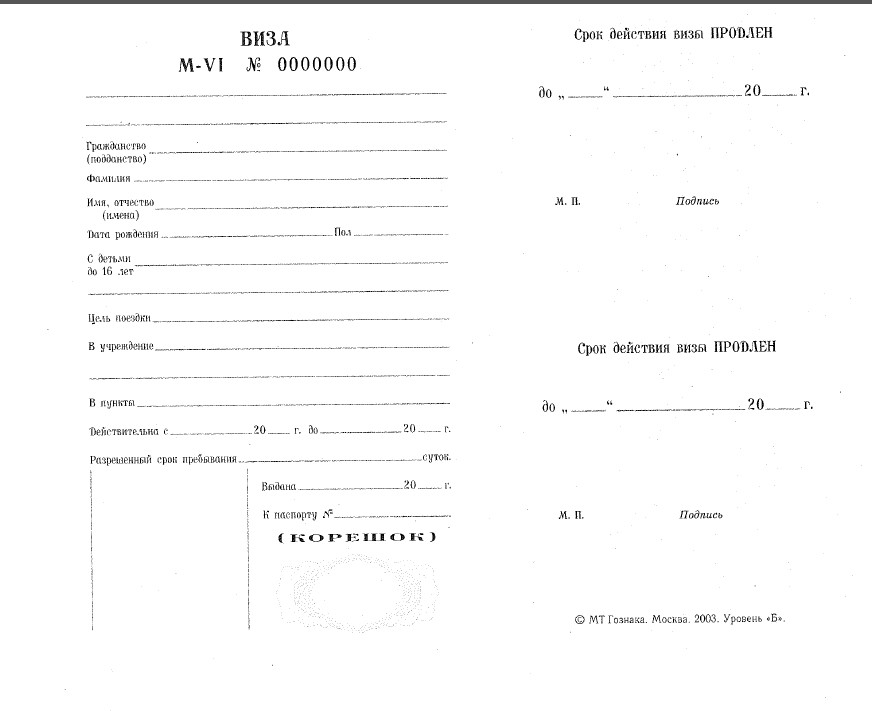 ВИЗА
М-VI № 0000000
Гражданство
(подданство)
Фамилия
Имя, отчество
(имена)
Дата рождения Пол
С детьми
до 16 лет
Цель поездки
В учреждение
В пункты
Действительна с 20 г. до 20 г.
Разрешенный срок пребывания суток.
Выдана 20 г.
К паспорту №
(КОРЕШОК)
Срок действия визы ПРОДЛЕН
до „ “ 20 г.
М. П. Подпись
Срок действия визы ПРОДЛЕН
до „ “ 20 г.
М. П. Подпись
© МТ Гознака. Москва. 2003. Уровень «Б».